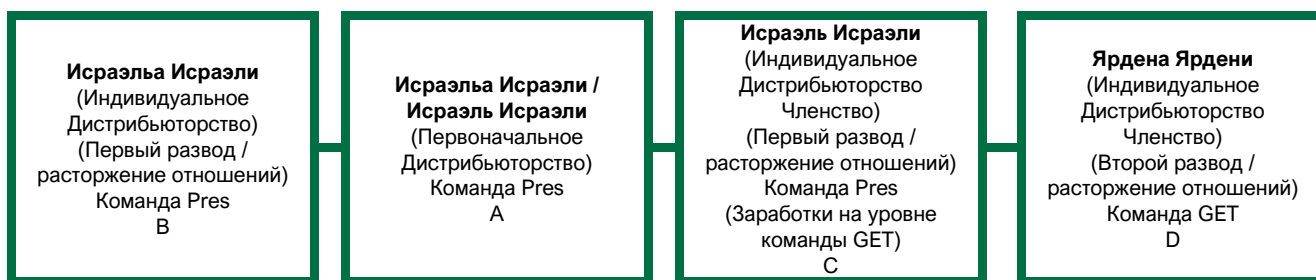 Исраэльа Исраэли
(Индивидуальное
Дистрибьюторство)
(Первый развод /
расторжение отношений)
Команда Pres
B
Исраэльа Исраэли /
Исраэль Исраэли
(Первоначальное
Дистрибьюторство)
Команда Pres
A
Исраэль Исраэли
(Индивидуальное
Дистрибьюторство
Членство)
(Первый развод /
расторжение отношений)
Команда Pres
(Заработки на уровне
команды GET)
C
Ярдена Ярдени
(Индивидуальное
Дистрибьюторство
Членство)
(Второй развод /
расторжение отношений)
Команда GET
D